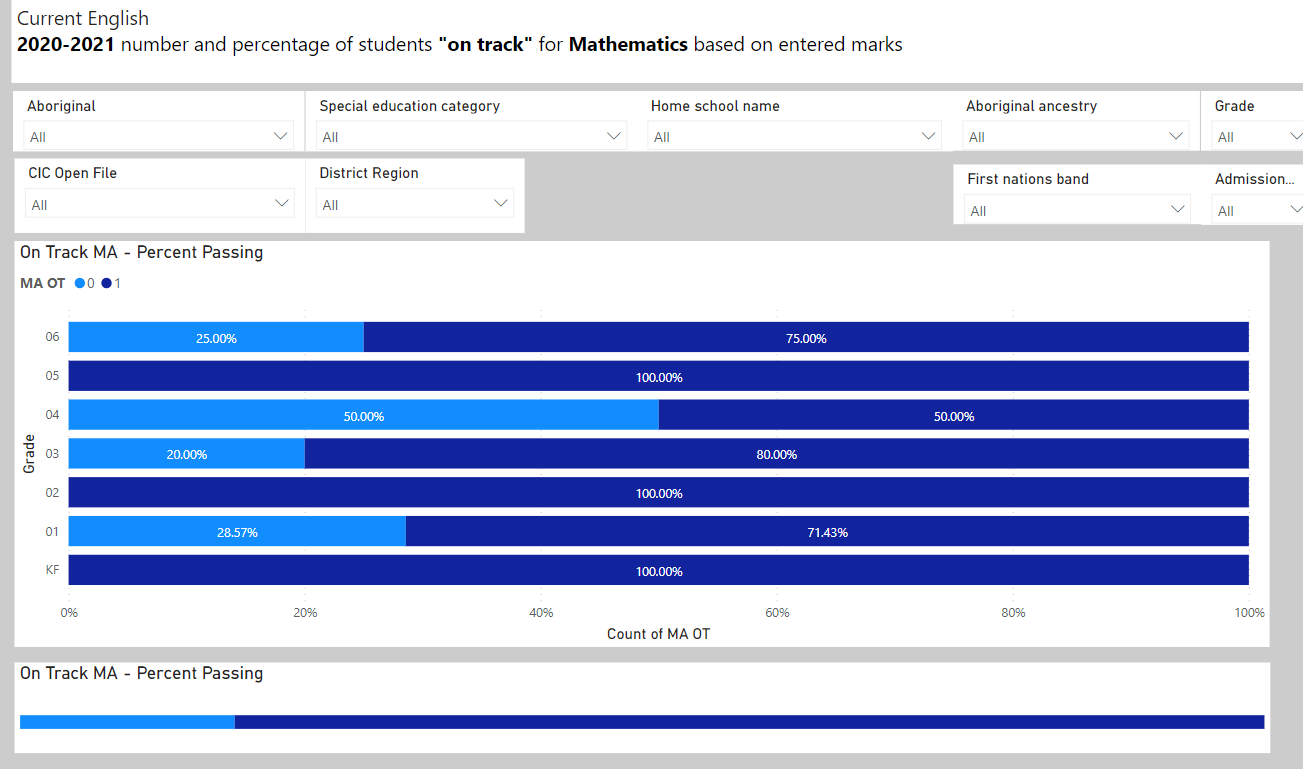 Current English
2020-2021 number and percentage of students "on track" for Mathematics based on entered marks
Aboriginal Special education category Home school name Aboriginal ancestry Grade
All All All All All
CIC Open File District Region First nations band Admission...
All All All All
On Track MA - Percent Passing
MA OT 0 1
06 25.00% 75.00%
05 100.00%
04 50.00% 50.00%
03 20.00% 80.00%
02 100.00%
01 28.57% 71.43%
KF 100.00%
Grade
0% 20% 40% 60% 80% 100%
Count of MA OT
On Track MA - Percent Passing